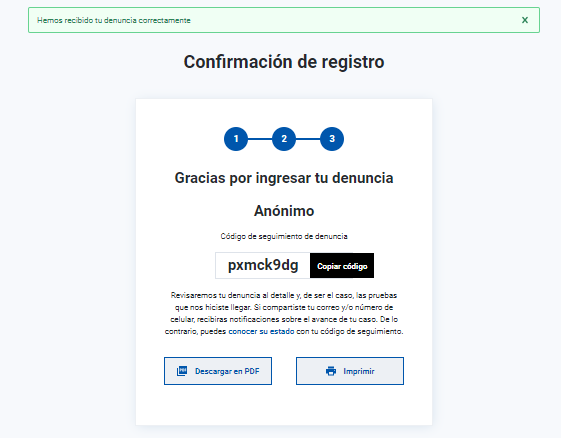 Hemos recibido tu denuncia correctamente
X
Confirmación de registro
1 2 3
Gracias por ingresar tu denuncia
Anónimo
Código de seguimiento de denuncia
pxmck9dg Copiar código
Revisaremos tu denuncia al detalle y, de ser el caso, las pruebas
que nos hiciste llegar. Si compartiste tu correo y/o número de
celular, recibiras notificaciones sobre el avance de tu caso. De lo
contrario, puedes conocer su estado con tu código de seguimiento.
Descargar en PDF Imprimir